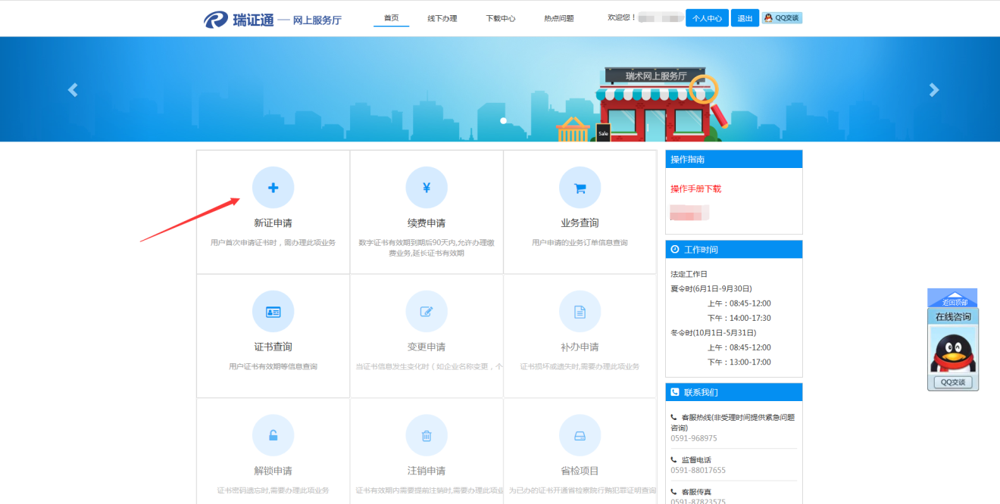 瑞证通 — 网上服务厅
首页
线下办理
下载中心
热点问题
欢迎您！
个人中心
退出
QQ交谈
瑞术网上服务厅
Sale
新证申请
用户首次申请证书时，需办理此项业务
续费申请
数字证书有效期到期后90天内,允许办理缴
费业务,延长证书有效期
业务查询
用户申请的业务订单信息查询
证书查询
用户证书有效期等信息查询
变更申请
当证书信息发生变化时（如企业名称变更，个
补办申请
证书损坏或遗失时,需要办理此项业务
解锁申请
证书密码遗忘时,需要办理此项业务
注销申请
证书有效期内需要提前注销时,需要办理此项业
省检项目
为已办的证书开通省检察院行贿犯罪证明查询
操作指南
操作手册下载
工作时间
法定工作日
夏令时(6月1日-9月30日)
上午：08:45-12:00
下午：14:00-17:30
冬令时(10月1日-5月31日)
上午：08:45-12:00
下午：13:00-17:00
联系我们
客服热线(非受理时间提供紧急问题
咨询)
0591-968975
监督电话
0591-88017655
客服传真
0591-87823575
返回顶部
在线咨询
QQ交谈